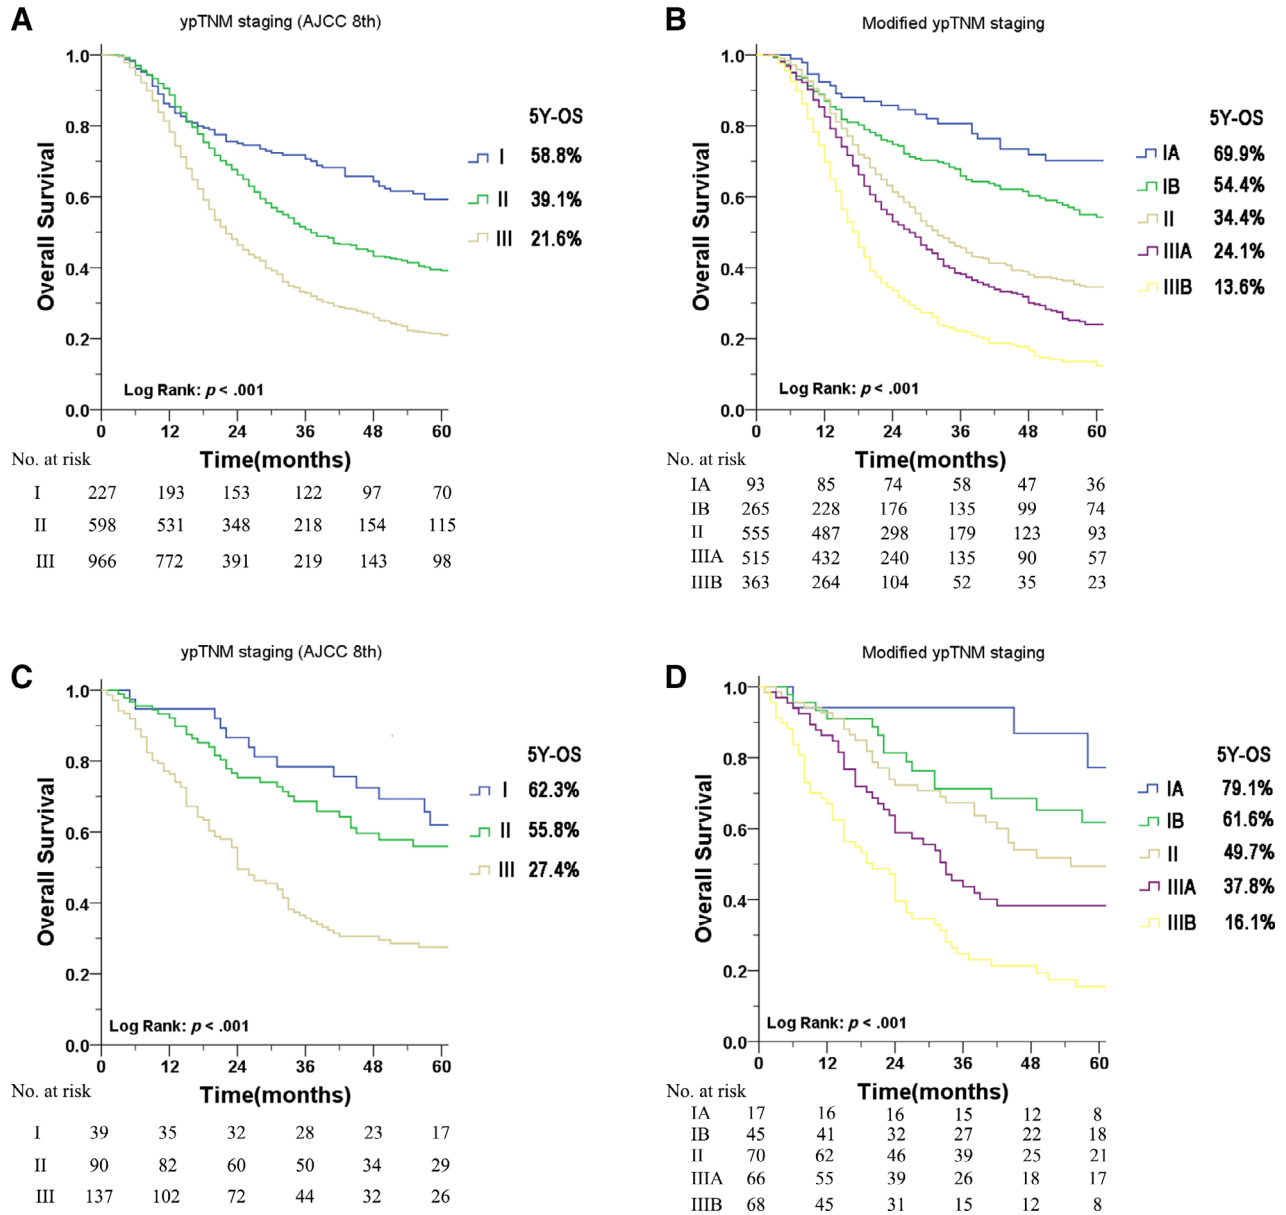 A
ypTNM staging (AJCC 8th)
1.0
0.8
0.6
0.4
0.2
0.0
Overall Survival
5Y-OS
I 58.8%
II 39.1%
III 21.6%
Log Rank: p < .001
0 12 24 36 48 60
No. at risk
Time(months)
I 227 193 153 122 97 70
II 598 531 348 218 154 115
III 966 772 391 219 143 98
B
Modified ypTNM staging
1.0
0.8
0.6
0.4
0.2
0.0
Overall Survival
5Y-OS
IA 69.9%
IB 54.4%
II 34.4%
IIIA 24.1%
IIIB 13.6%
Log Rank: p < .001
0 12 24 36 48 60
No. at risk
Time(months)
IA 93 85 74 58 47 36
IB 265 228 176 135 99 74
II 555 487 298 179 123 93
IIIA 515 432 240 135 90 57
IIIB 363 264 104 52 35 23
C
ypTNM staging (AJCC 8th)
1.0
0.8
0.6
0.4
0.2
0.0
Overall Survival
5Y-OS
I 62.3%
II 55.8%
III 27.4%
Log Rank: p < .001
0 12 24 36 48 60
No. at risk
Time(months)
I 39 35 32 28 23 17
II 90 82 60 50 34 29
III 137 102 72 44 32 26
D
Modified ypTNM staging
1.0
0.8
0.6
0.4
0.2
0.0
Overall Survival
5Y-OS
IA 79.1%
IB 61.6%
II 49.7%
IIIA 37.8%
IIIB 16.1%
Log Rank: p < .001
0 12 24 36 48 60
No. at risk
Time(months)
IA 17 16 16 15 12 8
IB 45 41 32 27 22 18
II 70 62 46 39 25 21
IIIA 66 55 39 26 18 17
IIIB 68 45 31 15 12 8